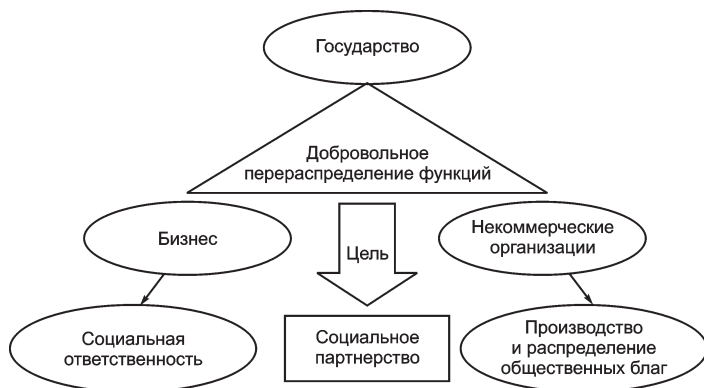 Государство
Добровольное
перераспределение функций
Бизнес
Цель
Некоммерческие
организации
Социальная
ответственность
Социальное
партнерство
Производство
и распределение
общественных благ